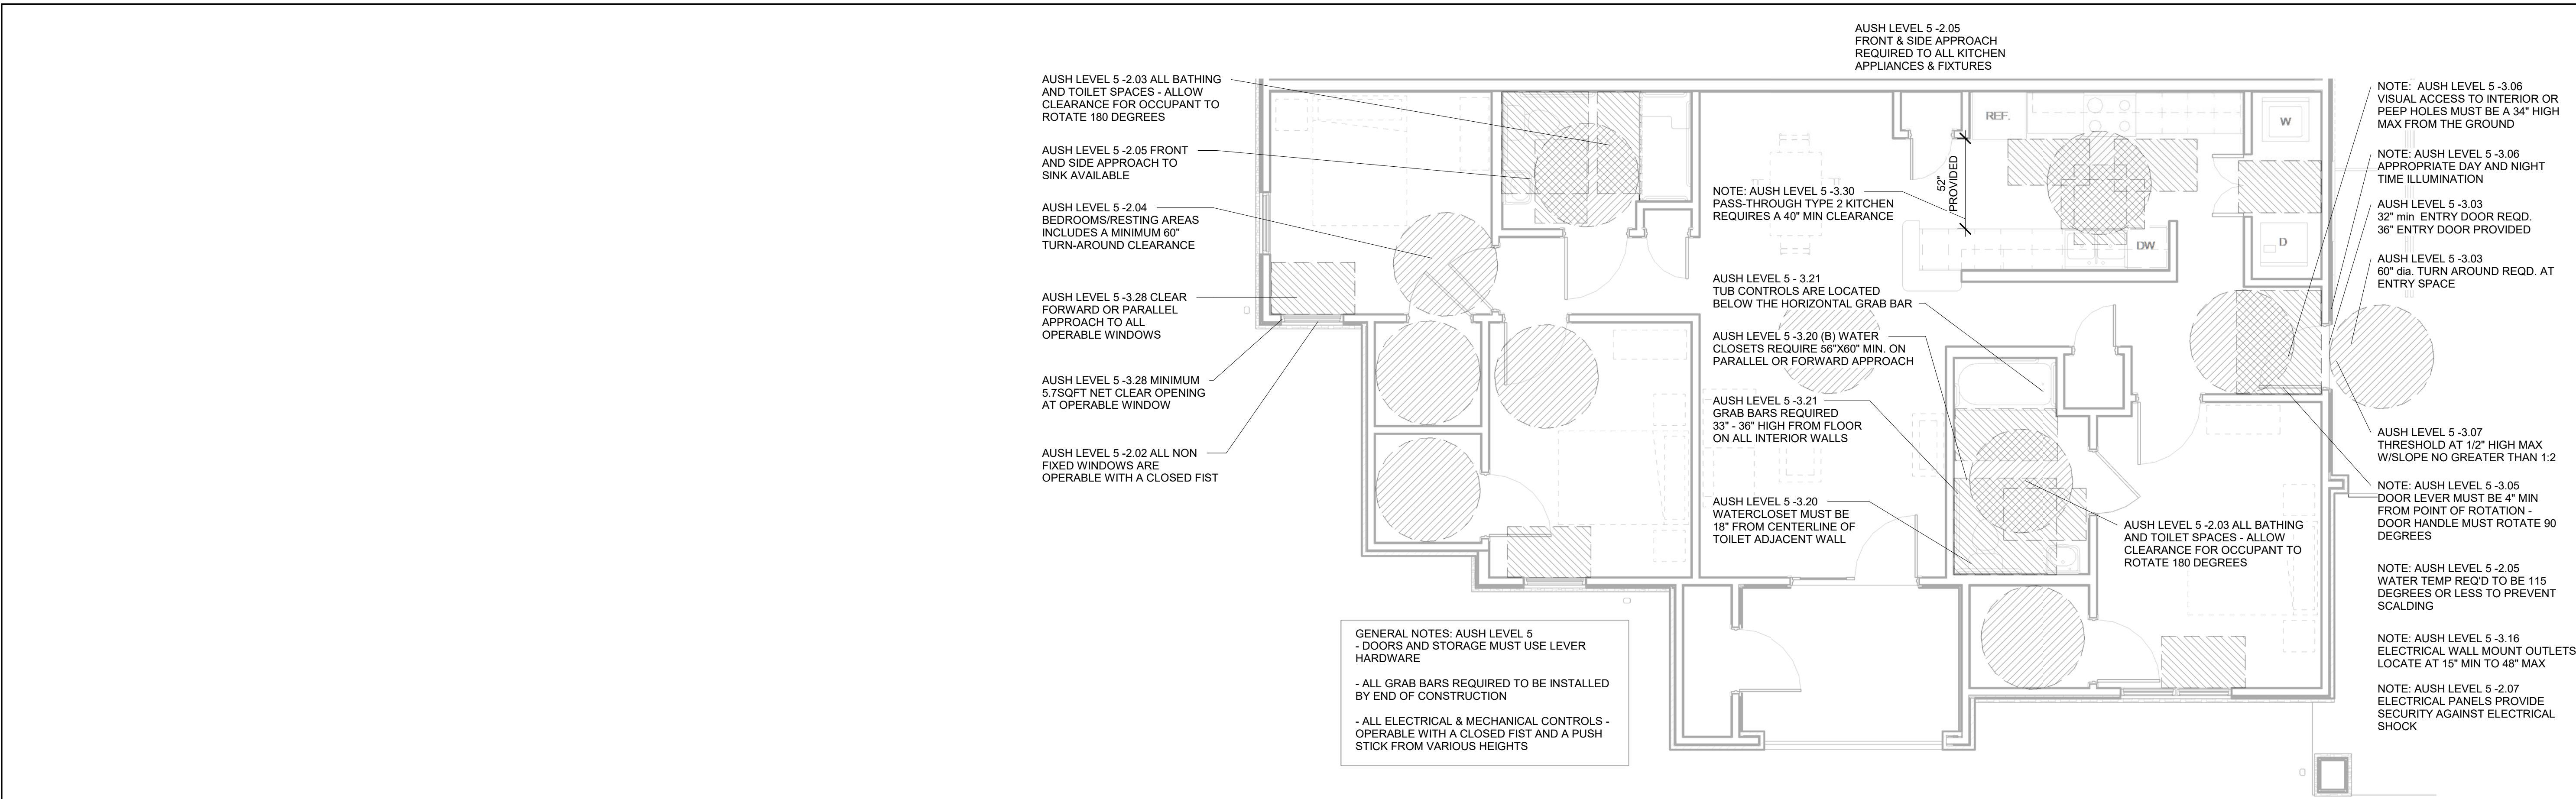 AUSH LEVEL 5 -2.05
FRONT & SIDE APPROACH
REQUIRED TO ALL KITCHEN
APPLIANCES & FIXTURES
AUSH LEVEL 5 -2.03 ALL BATHING
AND TOILET SPACES - ALLOW
CLEARANCE FOR OCCUPANT TO
ROTATE 180 DEGREES
AUSH LEVEL 5 -2.05 FRONT
AND SIDE APPROACH TO
SINK AVAILABLE
AUSH LEVEL 5 -2.04
BEDROOMS/RESTING AREAS
INCLUDES A MINIMUM 60"
TURN-AROUND CLEARANCE
AUSH LEVEL 5 -3.28 CLEAR
FORWARD OR PARALLEL
APPROACH TO ALL
OPERABLE WINDOWS
AUSH LEVEL 5 -3.28 MINIMUM
5.7SQFT NET CLEAR OPENING
AT OPERABLE WINDOW
AUSH LEVEL 5 -2.02 ALL NON
FIXED WINDOWS ARE
OPERABLE WITH A CLOSED FIST
GENERAL NOTES: AUSH LEVEL 5
- DOORS AND STORAGE MUST USE LEVER
HARDWARE
- ALL GRAB BARS REQUIRED TO BE INSTALLED
BY END OF CONSTRUCTION
- ALL ELECTRICAL & MECHANICAL CONTROLS -
OPERABLE WITH A CLOSED FIST AND A PUSH
STICK FROM VARIOUS HEIGHTS
NOTE: AUSH LEVEL 5 -3.30
PASS-THROUGH TYPE 2 KITCHEN
REQUIRES A 40" MIN CLEARANCE
52"
PROVIDED
REF.
DW
W
D
AUSH LEVEL 5 - 3.21
TUB CONTROLS ARE LOCATED
BELOW THE HORIZONTAL GRAB BAR
AUSH LEVEL 5 -3.20 (B) WATER
CLOSETS REQUIRE 56"X60" MIN. ON
PARALLEL OR FORWARD APPROACH
AUSH LEVEL 5 -3.21
GRAB BARS REQUIRED
33" - 36" HIGH FROM FLOOR
ON ALL INTERIOR WALLS
AUSH LEVEL 5 -3.20
WATERCLOSET MUST BE
18" FROM CENTERLINE OF
TOILET ADJACENT WALL
AUSH LEVEL 5 -2.03 ALL BATHING
AND TOILET SPACES - ALLOW
CLEARANCE FOR OCCUPANT TO
ROTATE 180 DEGREES
NOTE: AUSH LEVEL 5 -3.06
VISUAL ACCESS TO INTERIOR OR
PEEP HOLES MUST BE A 34" HIGH
MAX FROM THE GROUND
NOTE: AUSH LEVEL 5 -3.06
APPROPRIATE DAY AND NIGHT
TIME ILLUMINATION
AUSH LEVEL 5 -3.03
32" min ENTRY DOOR REQD.
36" ENTRY DOOR PROVIDED
AUSH LEVEL 5 -3.03
60" dia. TURN AROUND REQD. AT
ENTRY SPACE
AUSH LEVEL 5 -3.07
THRESHOLD AT 1/2" HIGH MAX
W/SLOPE NO GREATER THAN 1:2
NOTE: AUSH LEVEL 5 -3.05
DOOR LEVER MUST BE 4" MIN
FROM POINT OF ROTATION -
DOOR HANDLE MUST ROTATE 90
DEGREES
NOTE: AUSH LEVEL 5 -2.05
WATER TEMP REQ'D TO BE 115
DEGREES OR LESS TO PREVENT
SCALDING
NOTE: AUSH LEVEL 5 -3.16
ELECTRICAL WALL MOUNT OUTLETS
LOCATE AT 15" MIN TO 48" MAX
NOTE: AUSH LEVEL 5 -2.07
ELECTRICAL PANELS PROVIDE
SECURITY AGAINST ELECTRICAL
SHOCK